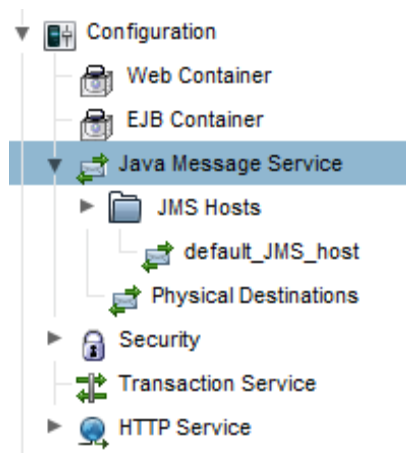 Configuration
Web Container
EJB Container
Java Message Service
JMS Hosts
default_JMS_host
Physical Destinations
Security
Transaction Service
HTTP Service